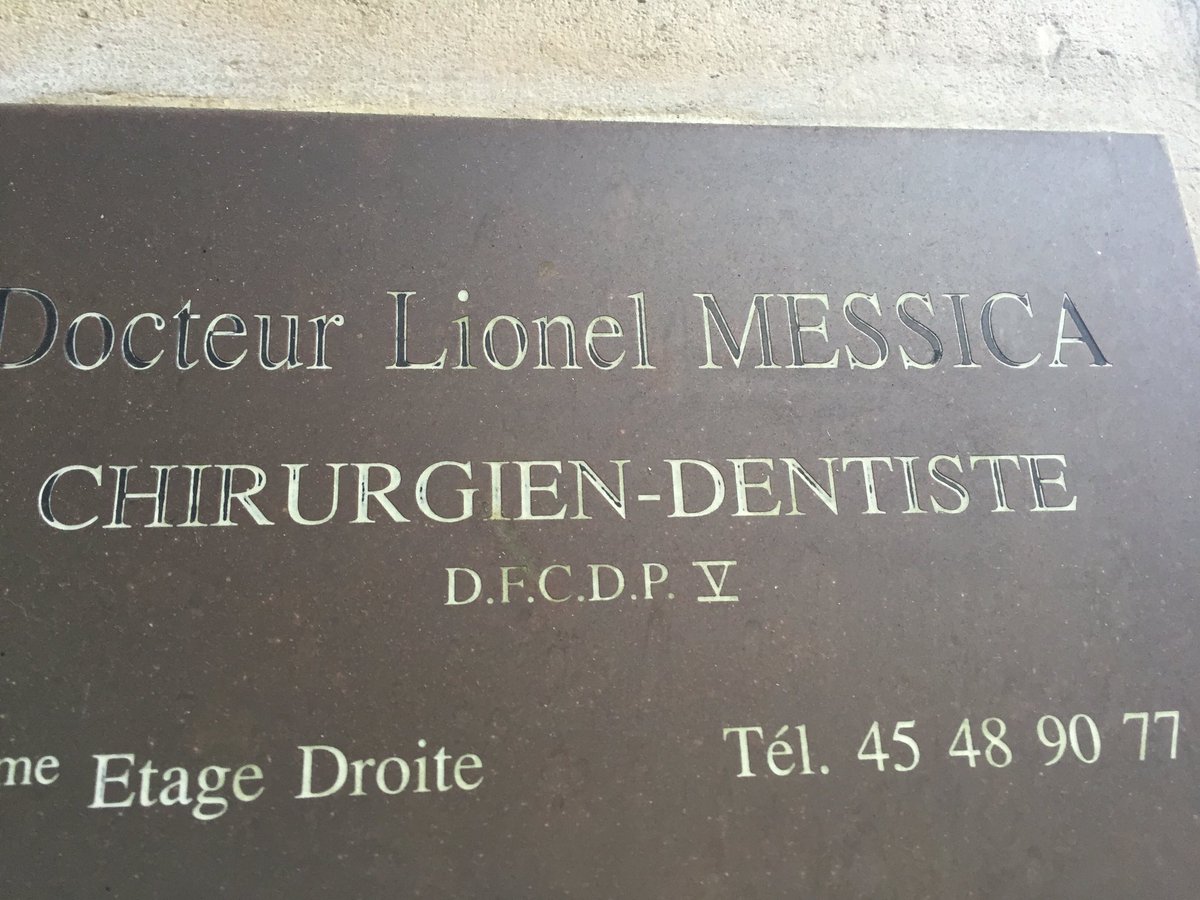 Docteur Lionel MESSICA
CHIRURGIEN-DENTISTE
D.F.C.D.P. V
me Etage Droite Tél. 45 48 90 77